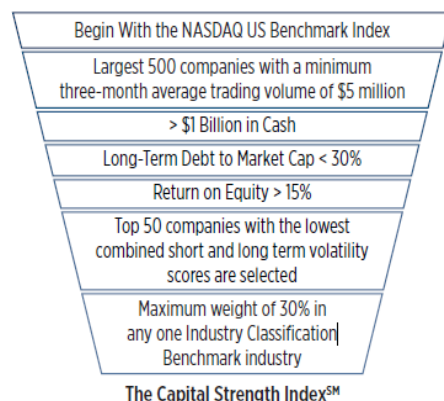 Begin With the NASDAQ US Benchmark Index
Largest 500 companies with a minimum
three-month average trading volume of $5 million
> $1 Billion in Cash
Long-Term Debt to Market Cap < 30%
Return on Equity > 15%
Top 50 companies with the lowest
combined short and long term volatility
scores are selected
Maximum weight of 30% in
any one Industry Classification
Benchmark industry
The Capital Strength Index℠